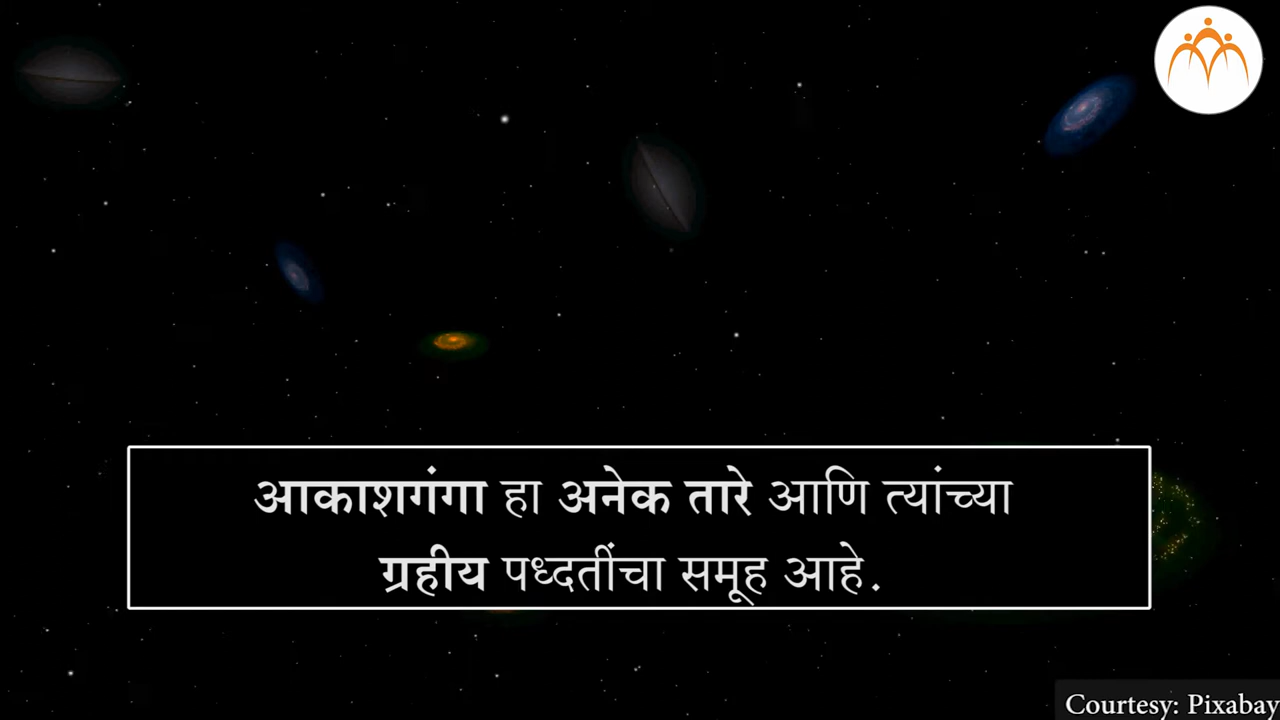 आकाशगंगा हा अनेक तारे आणि त्यांच्या
ग्रहीय पध्दतींचा समूह आहे.
Courtesy: Pixabay